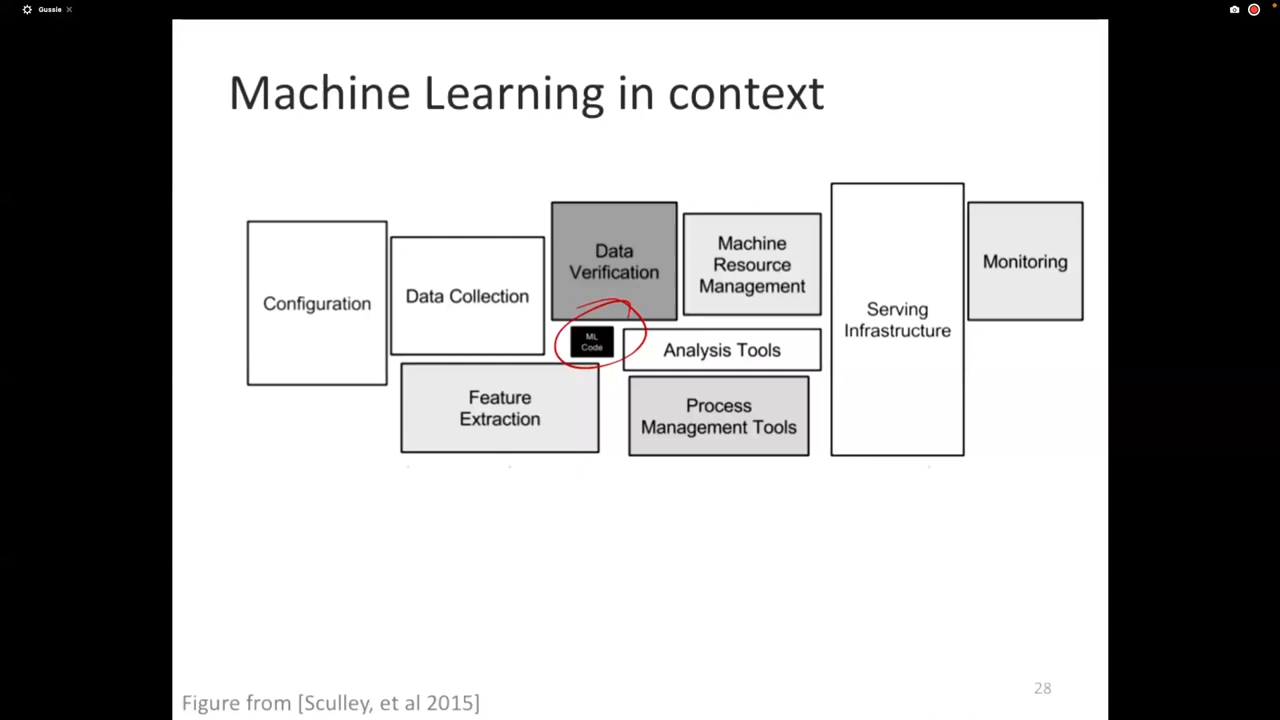 Gussie
Machine Learning in context
Configuration
Data Collection
Data
Verification
Machine
Resource
Management
Serving
Infrastructure
Monitoring
ML
Code
Analysis Tools
Feature
Extraction
Process
Management Tools
Figure from [Sculley, et al 2015]
28